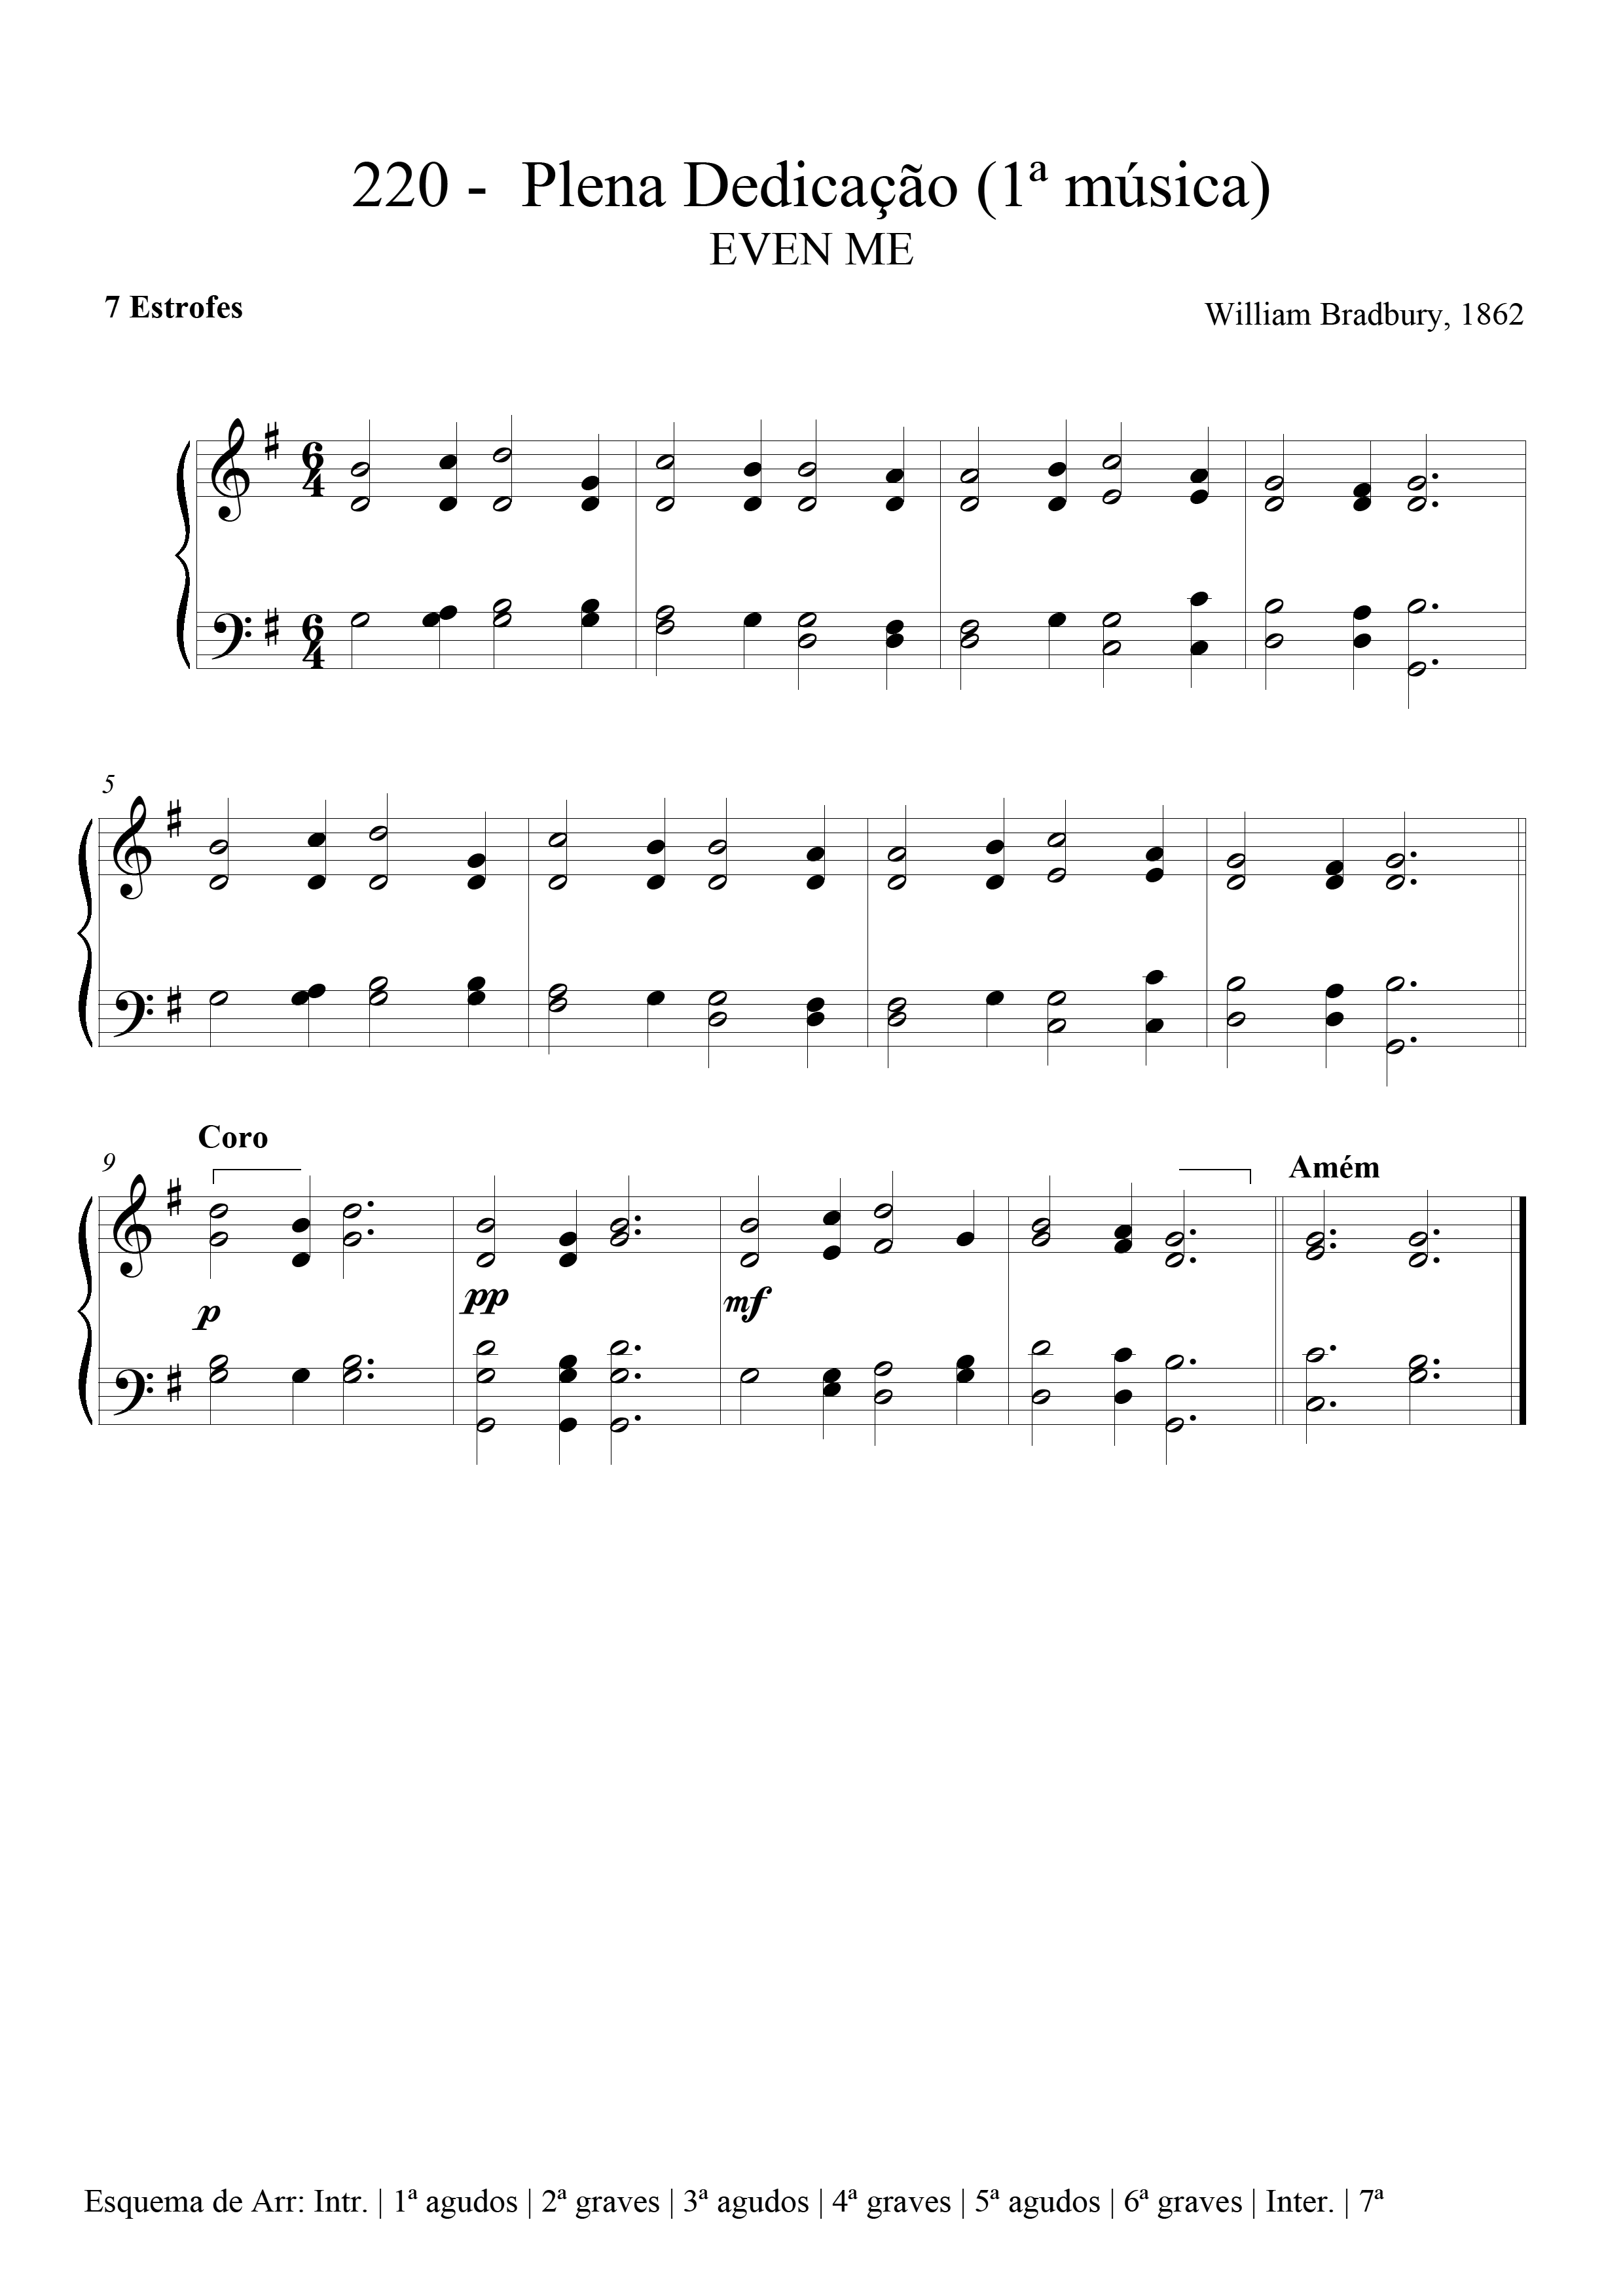 220 - Plena Dedicação (1ª música)
EVEN ME
7 Estrofes
William Bradbury, 1862
6
4
6
4
5
9
Coro
Amém
p
pp
mf
Esquema de Arr: Intr. | 1ª agudos | 2ª graves | 3ª agudos | 4ª graves | 5ª agudos | 6ª graves | Inter. | 7ª